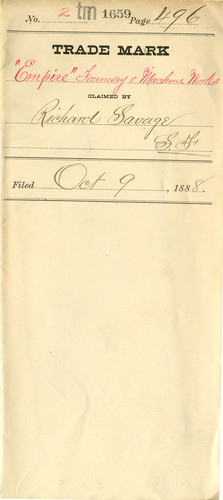 No. 2 tm 1659 Page 496
TRADE MARK
"Empire" Foundry & Machine Works
CLAIMED BY
Richard Savage
S. F.
Filed Oct 9, 1888.